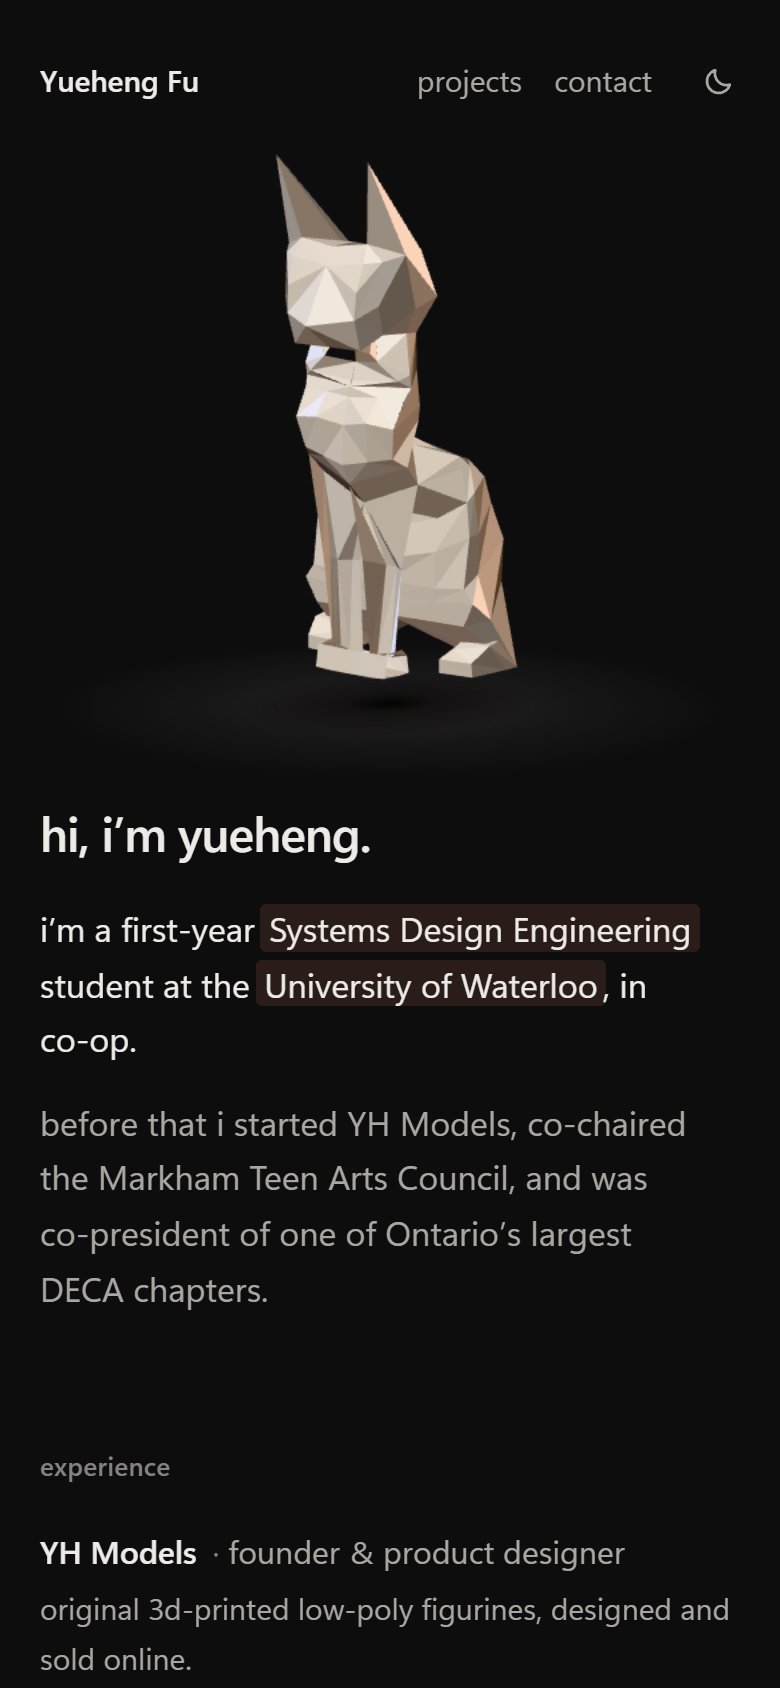 Yueheng Fu
projects
contact
hi, i’m yueheng.
i’m a first-year Systems Design Engineering
student at the University of Waterloo, in
co-op.
before that i started YH Models, co-chaired
the Markham Teen Arts Council, and was
co-president of one of Ontario’s largest
DECA chapters.
experience
YH Models · founder & product designer
original 3d-printed low-poly figurines, designed and
sold online.